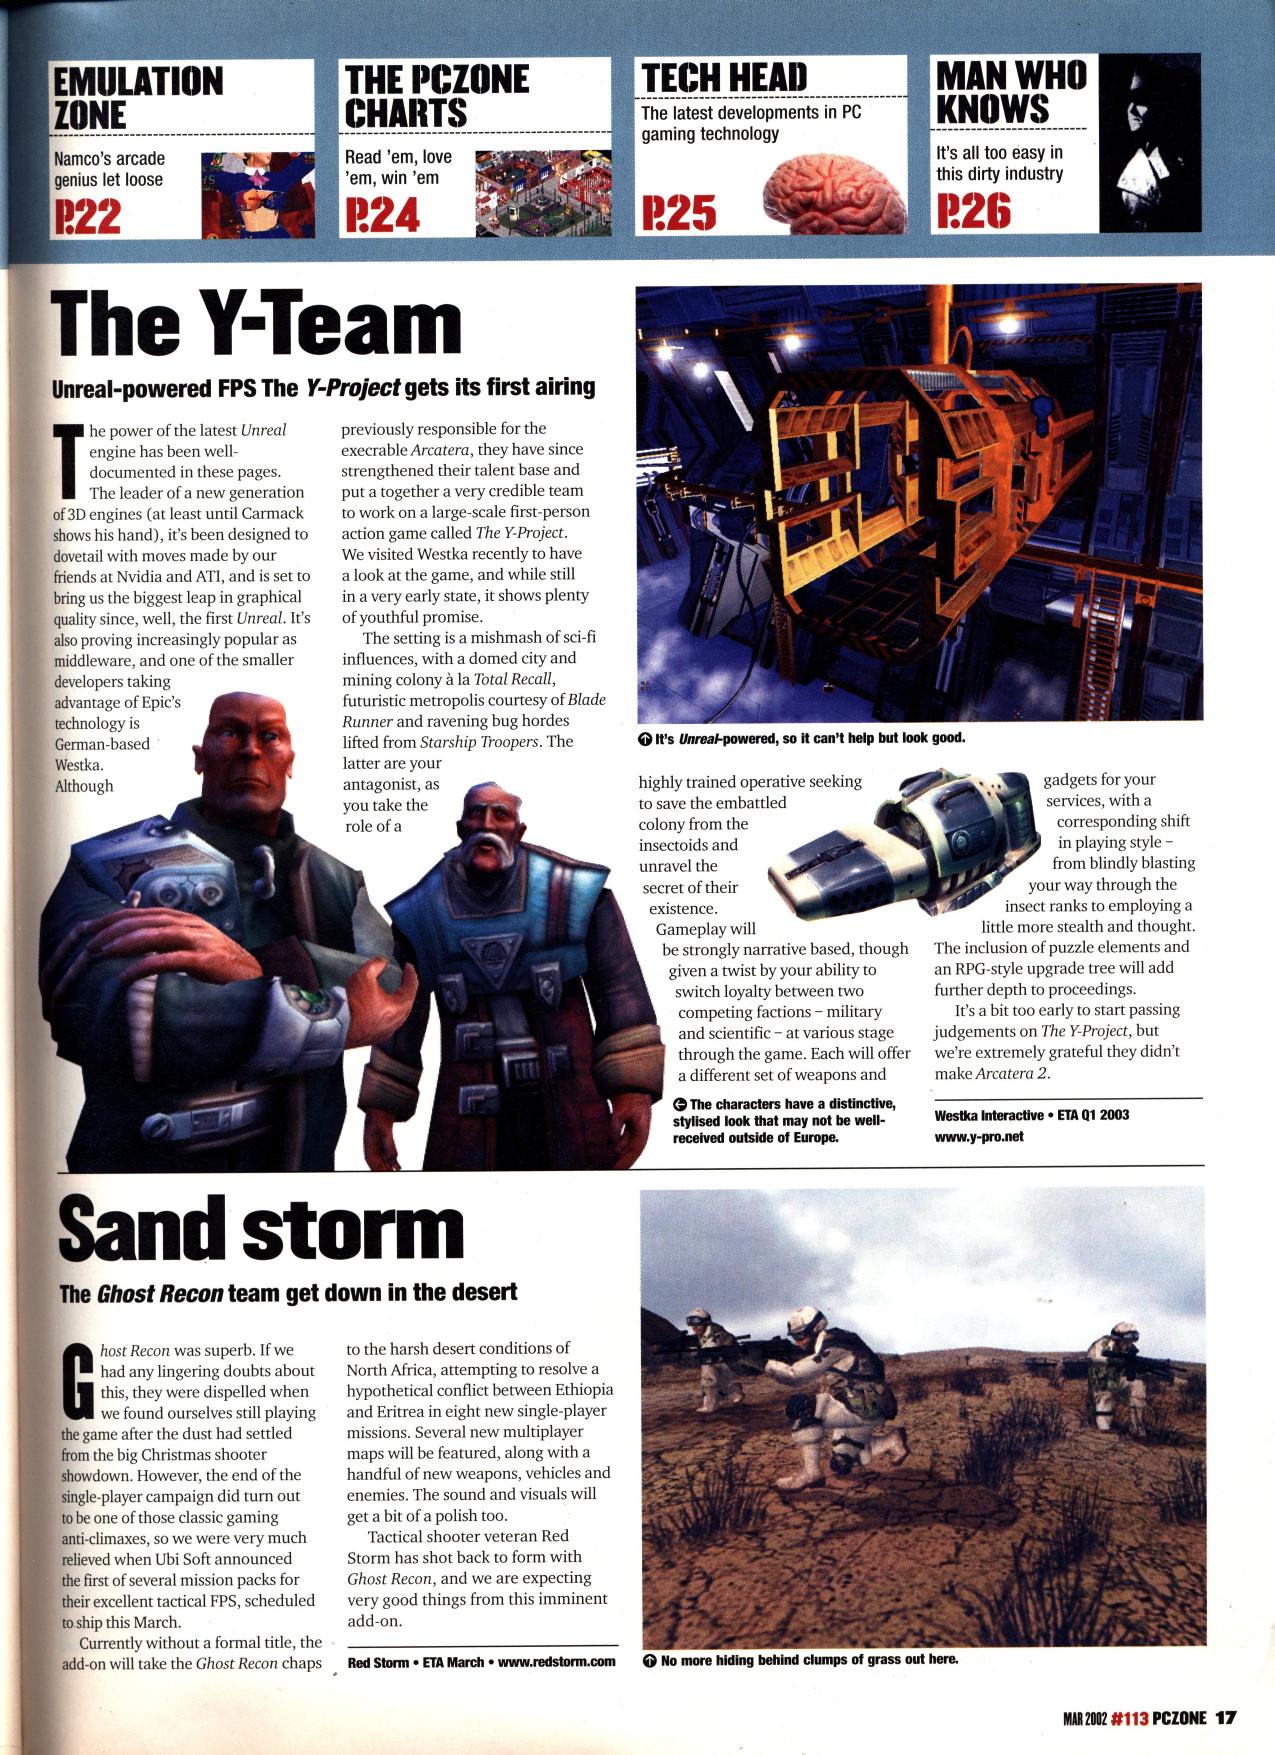 EMULATION
ZONE
Namco's arcade
genius let loose
P.22
THE PCZONE
CHARTS
Read 'em, love
'em, win 'em
P.24
TECH HEAD
The latest developments in PC
gaming technology
P.25
MAN WHO
KNOWS
It's all too easy in
this dirty industry
P.26
The Y-Team
Unreal-powered FPS The Y-Project gets its first airing
The power of the latest Unreal
engine has been well-
documented in these pages.
The leader of a new generation
of 3D engines (at least until Carmack
shows his hand), it's been designed to
dovetail with moves made by our
friends at Nvidia and ATI, and is set to
bring us the biggest leap in graphical
quality since, well, the first Unreal. It's
also proving increasingly popular as
middleware, and one of the smaller
developers taking
advantage of Epic's
technology is
German-based
Westka.
Although
previously responsible for the
execrable Arcatera, they have since
strengthened their talent base and
put a together a very credible team
to work on a large-scale first-person
action game called The Y-Project.
We visited Westka recently to have
a look at the game, and while still
in a very early state, it shows plenty
of youthful promise.
The setting is a mishmash of sci-fi
influences, with a domed city and
mining colony à la Total Recall,
futuristic metropolis courtesy of Blade
Runner and ravening bug hordes
lifted from Starship Troopers. The
latter are your
antagonist, as
you take the
role of a
It's Unreal-powered, so it can't help but look good.
highly trained operative seeking
to save the embattled
colony from the
insectoids and
unravel the
secret of their
existence.
Gameplay will
be strongly narrative based, though
given a twist by your ability to
switch loyalty between two
competing factions – military
and scientific – at various stage
through the game. Each will offer
a different set of weapons and
The characters have a distinctive,
stylised look that may not be well-
received outside of Europe.
gadgets for your
services, with a
corresponding shift
in playing style –
from blindly blasting
your way through the
insect ranks to employing a
little more stealth and thought.
The inclusion of puzzle elements and
an RPG-style upgrade tree will add
further depth to proceedings.
It's a bit too early to start passing
judgements on The Y-Project, but
we're extremely grateful they didn't
make Arcatera 2.
Westka Interactive • ETA Q1 2003
www.y-pro.net
Sand storm
The Ghost Recon team get down in the desert
Ghost Recon was superb. If we
had any lingering doubts about
this, they were dispelled when
we found ourselves still playing
the game after the dust had settled
from the big Christmas shooter
showdown. However, the end of the
single-player campaign did turn out
to be one of those classic gaming
anti-climaxes, so we were very much
relieved when Ubi Soft announced
the first of several mission packs for
their excellent tactical FPS, scheduled
to ship this March.
Currently without a formal title, the
add-on will take the Ghost Recon chaps
to the harsh desert conditions of
North Africa, attempting to resolve a
hypothetical conflict between Ethiopia
and Eritrea in eight new single-player
missions. Several new multiplayer
maps will be featured, along with a
handful of new weapons, vehicles and
enemies. The sound and visuals will
get a bit of a polish too.
Tactical shooter veteran Red
Storm has shot back to form with
Ghost Recon, and we are expecting
very good things from this imminent
add-on.
Red Storm • ETA March • www.redstorm.com
No more hiding behind clumps of grass out here.
MAR 2002 #113 PCZONE 17